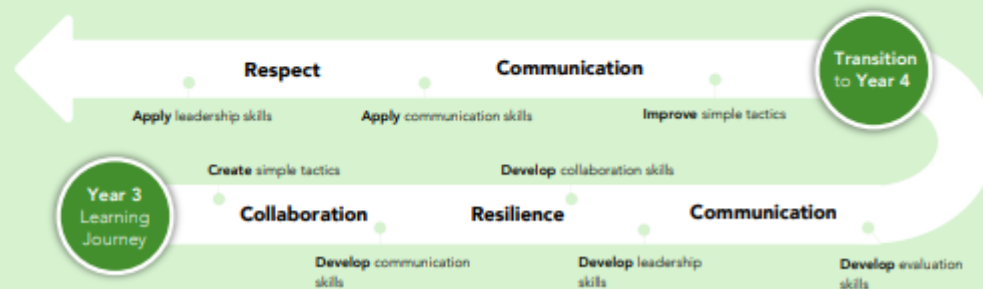 Respect
Communication
Transition
to Year 4
Apply leadership skills
Apply communication skills
Improve simple tactics
Create simple tactics
Develop collaboration skills
Year 3
Learning
Journey
Collaboration
Resilience
Communication
Develop communication
skills
Develop leadership
skills
Develop evaluation
skills